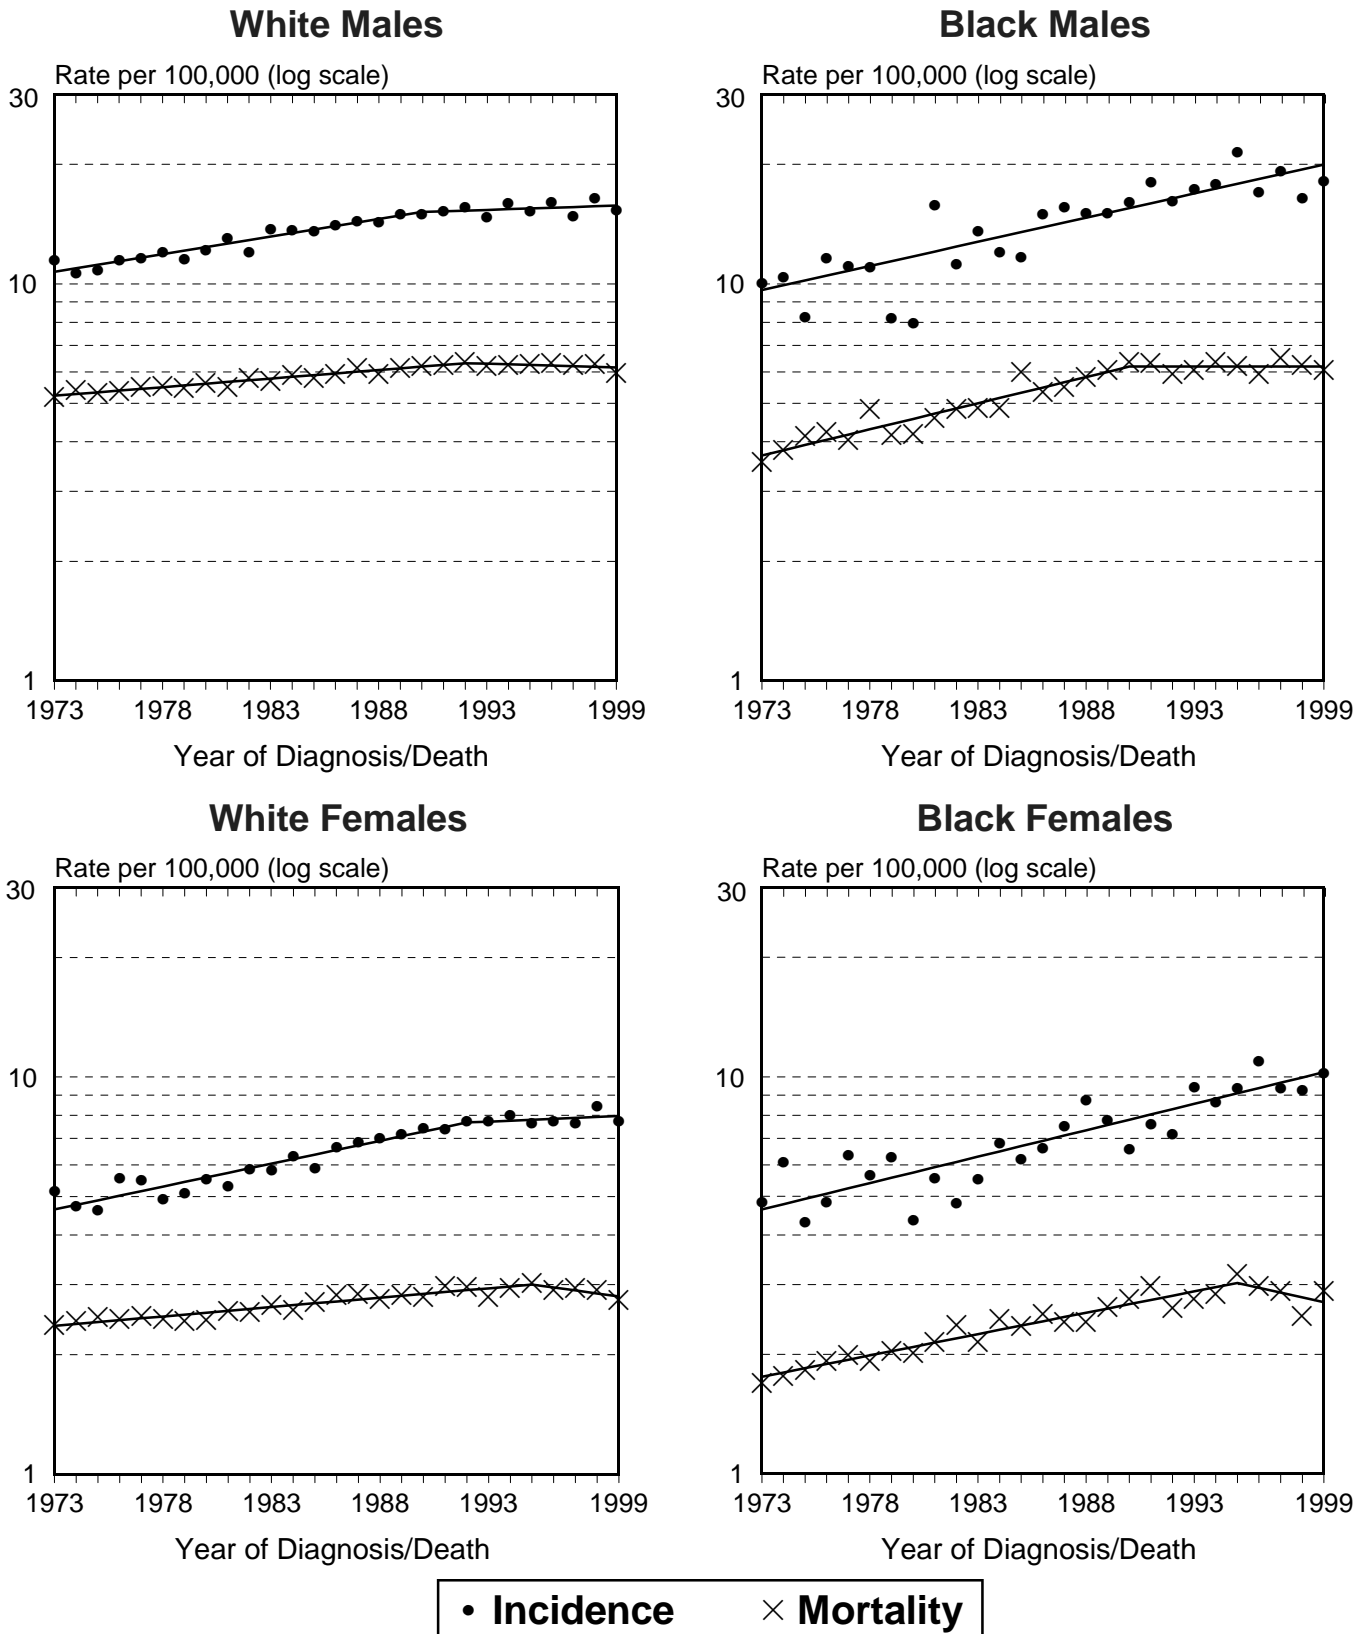 White Males
Rate per 100,000 (log scale)
30
10
1
1973 1978 1983 1988 1993 1999
Year of Diagnosis/Death
Black Males
Rate per 100,000 (log scale)
30
10
1
1973 1978 1983 1988 1993 1999
Year of Diagnosis/Death
White Females
Rate per 100,000 (log scale)
30
10
1
1973 1978 1983 1988 1993 1999
Year of Diagnosis/Death
Black Females
Rate per 100,000 (log scale)
30
10
1
1973 1978 1983 1988 1993 1999
Year of Diagnosis/Death
Incidence Mortality